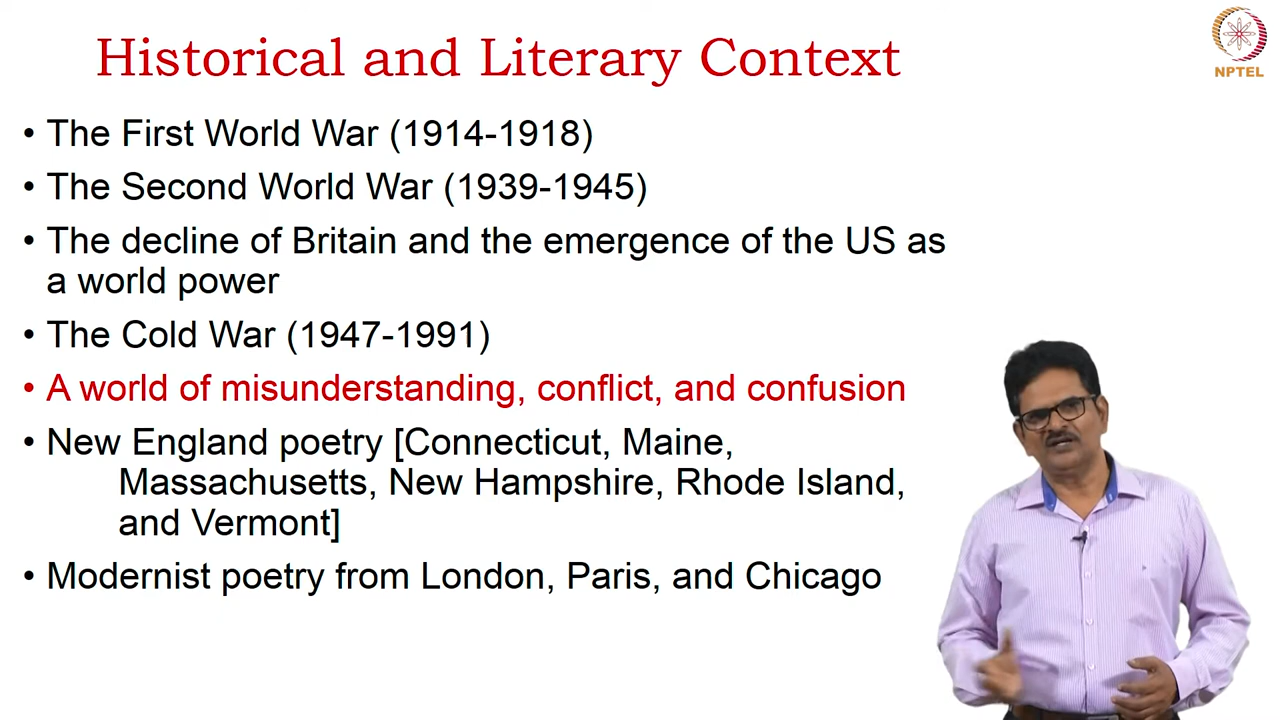 Historical and Literary Context
NPTEL
• The First World War (1914-1918)
• The Second World War (1939-1945)
• The decline of Britain and the emergence of the US as
a world power
• The Cold War (1947-1991)
• A world of misunderstanding, conflict, and confusion
• New England poetry [Connecticut, Maine,
Massachusetts, New Hampshire, Rhode Island,
and Vermont]
• Modernist poetry from London, Paris, and Chicago